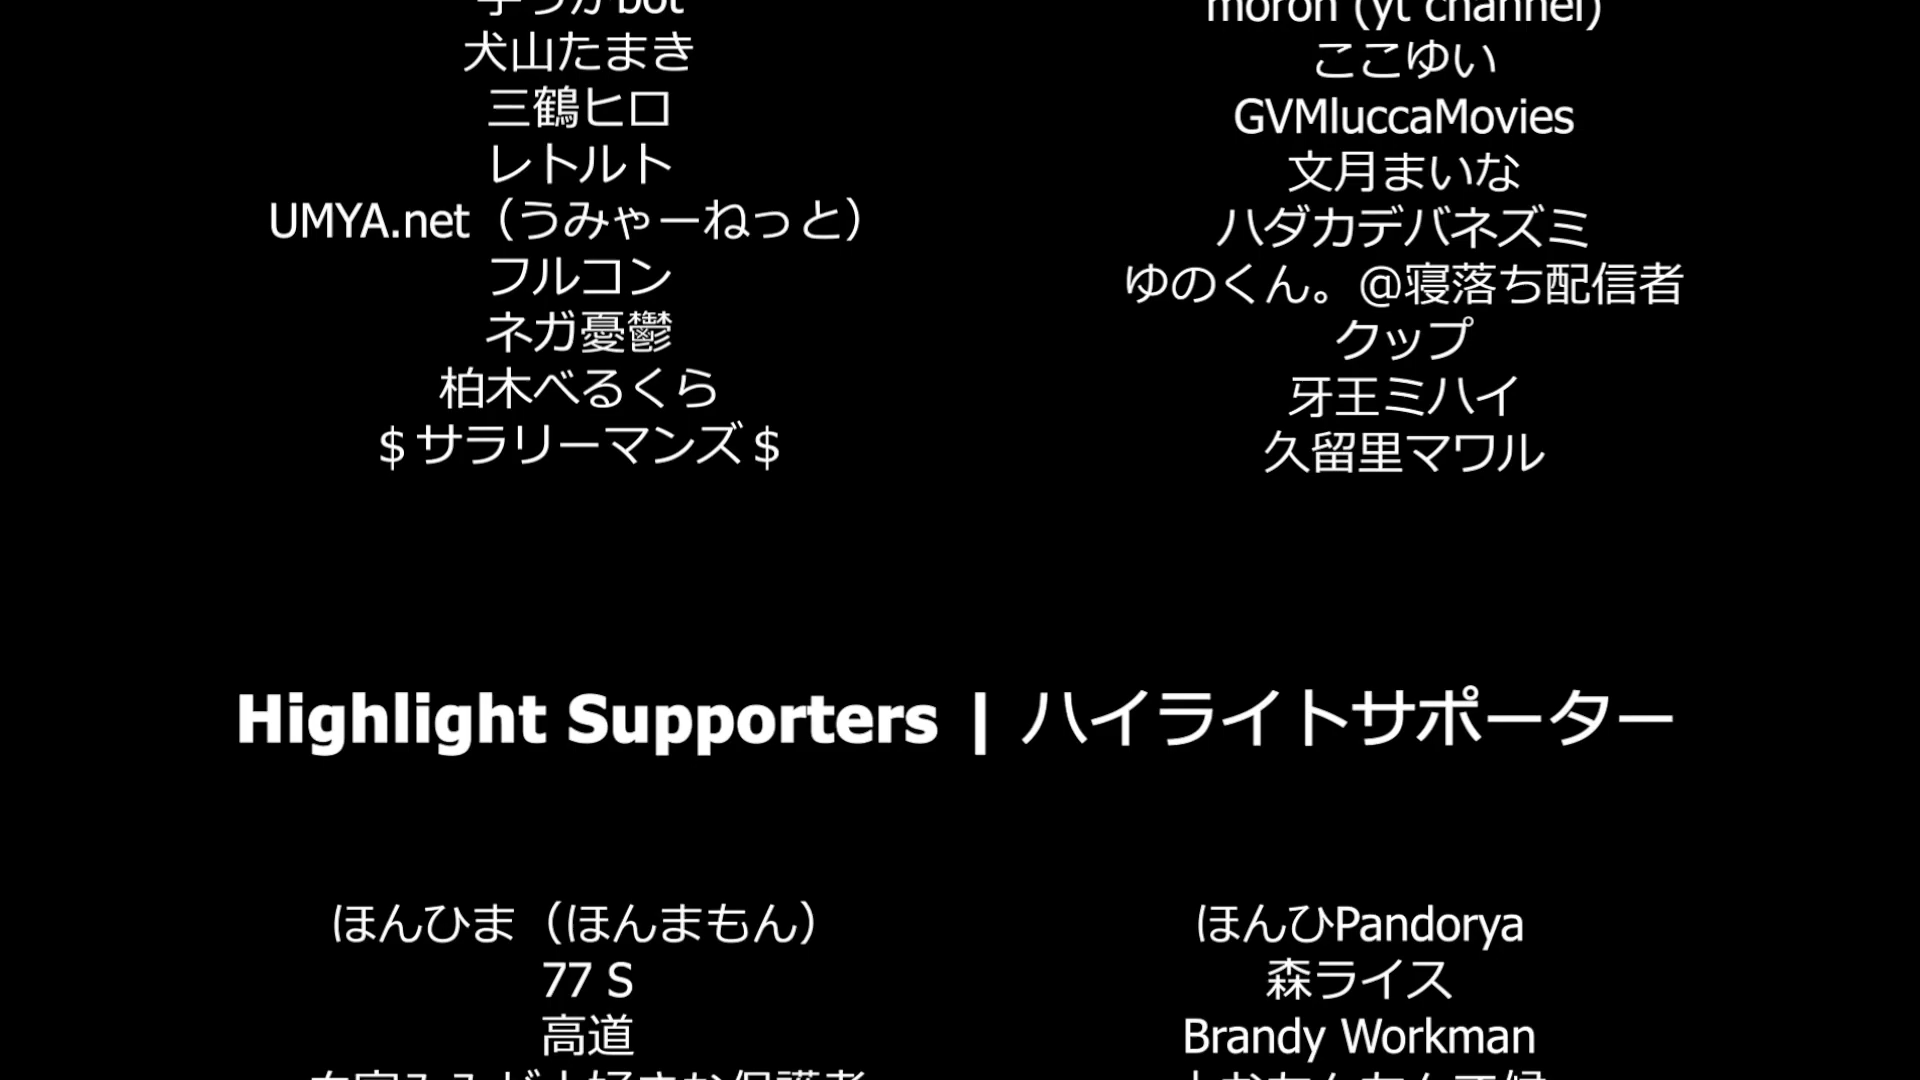 犬山たまき
三鶴ヒロ
レトルト
UMYA.net（うみゃーねっと）
フルコン
ネガ憂鬱
柏木べるくら
$サラリーマンズ$
moron (yt channel)
ここゆい
GVMluccaMovies
文月まいな
ハダカデバネズミ
ゆのくん。@寝落ち配信者
クップ
牙王ミハイ
久留里マワル
Highlight Supporters | ハイライトサポーター
ほんひま（ほんまもん）
77 S
高道
ほんひPandorya
森ライス
Brandy Workman